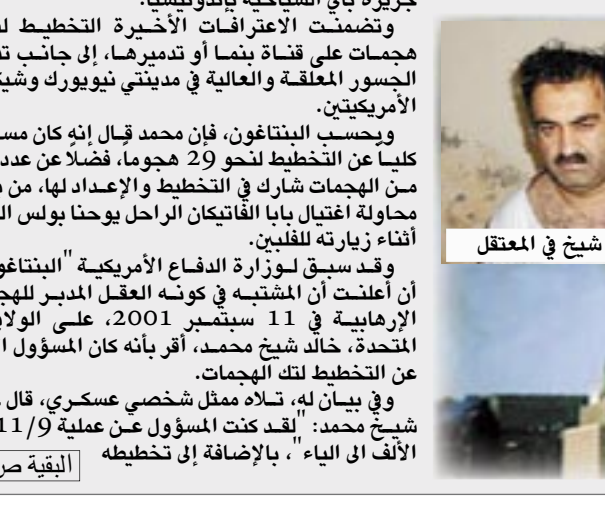 جزيرة بالي السياحية بإندونيسيا.
وتضمنت الاعترافات الأخيرة التخطيط
هجمات على قناة بنما أو تدميرها، إلى جانب
الجسور المعلقة والعالية في مدينتي نيويورك
الأمريكيتين.
وبحسب البنتاغون، فإن محمد قال إنه كان
كلياً عن التخطيط لنحو 29 هجوماً، فضلاً عن عدد
من الهجمات شارك في التخطيط والإعداد لها، من
محاولة اغتيال بابا الفاتيكان الراحل يوحنا بولس
أثناء زيارته للفلبين.
وقد سبق لوزارة الدفاع الأمريكية "البنتاغو
أن أعلنت أن المشتبه في كونه العقل المدبر
الإرهابية في 11 سبتمبر 2001، على
المتحدة، خالد شيخ محمد، أقر بأنه كان المسؤول
عن التخطيط لتلك الهجمات.
وفي بيان له، تلاه ممثل شخصي عسكري، قال
شيخ محمد: "لقد كنت المسؤول عن عملية 11/9
الألف الى الياء"، بالإضافة إلى تخطيطه
البقية ص
شيخ في المعتقل